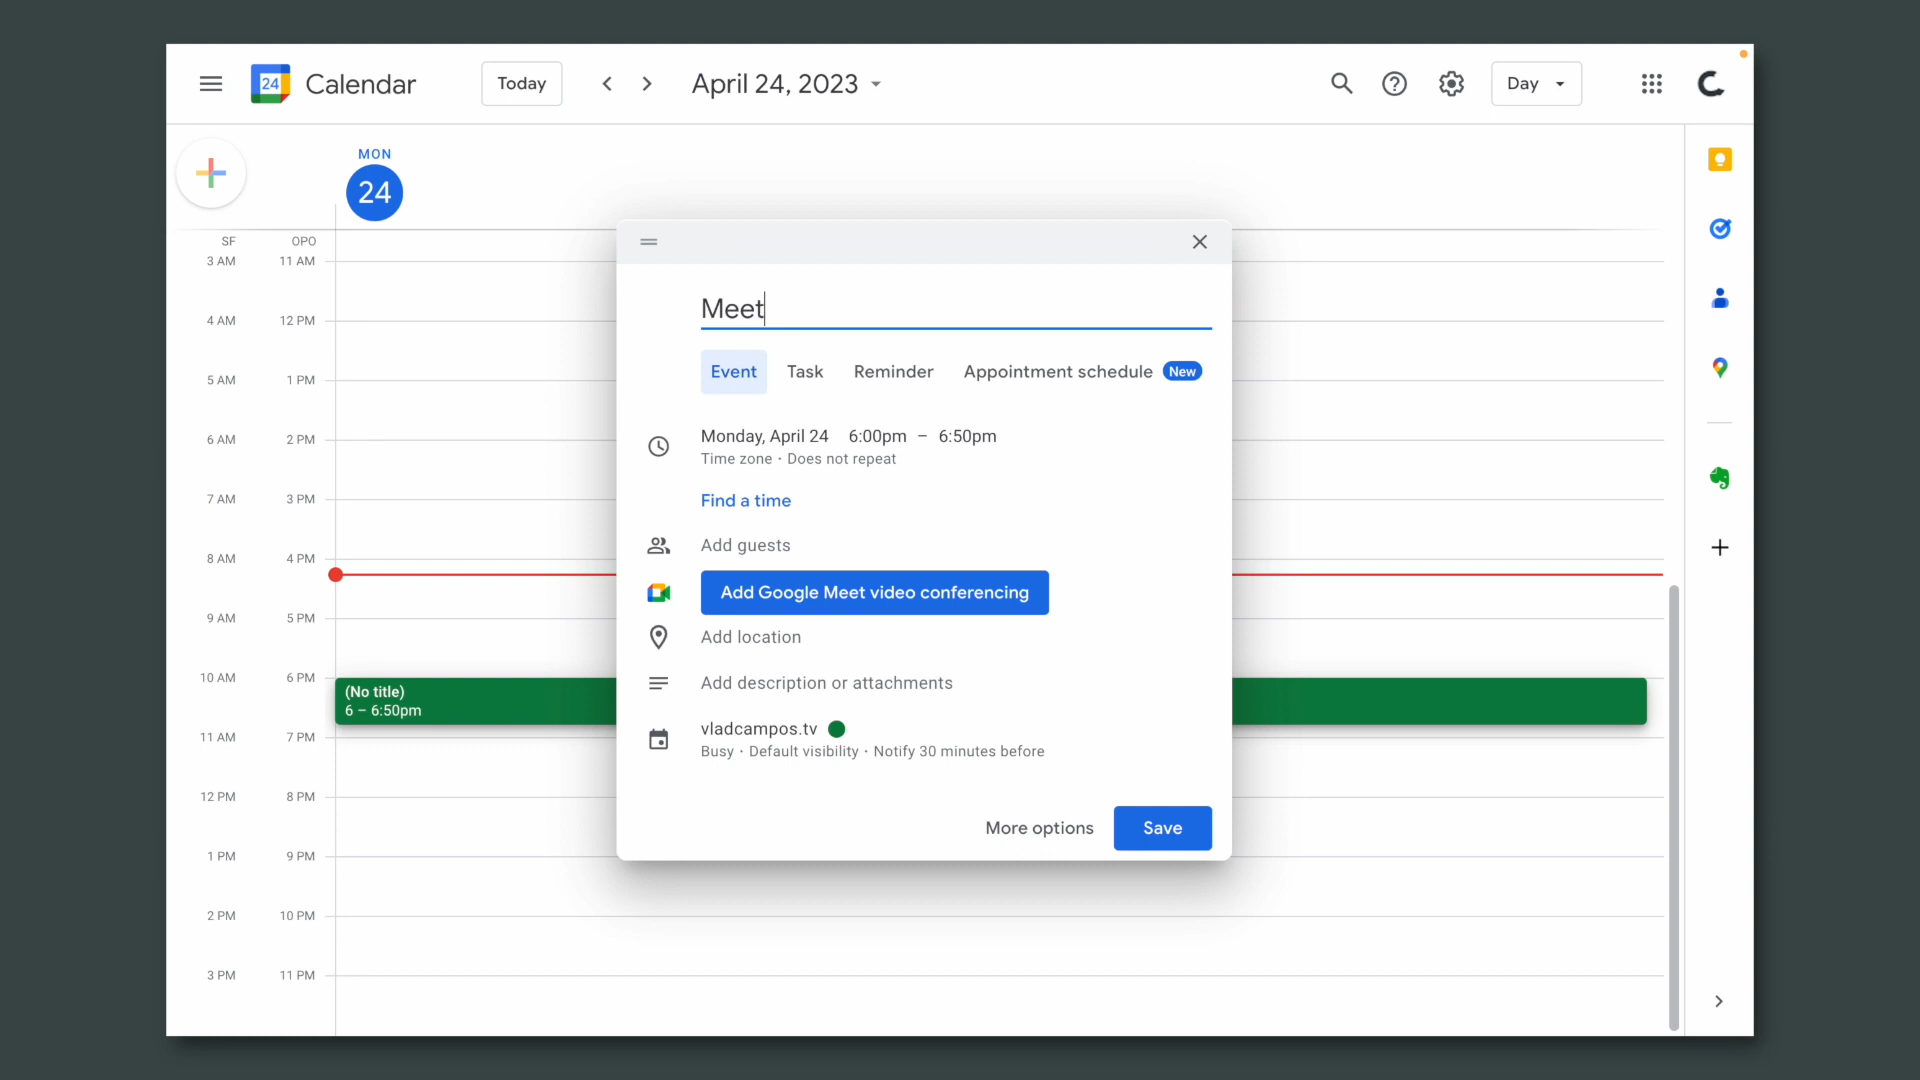 24 Calendar Today April 24, 2023 Day
MON
24
SF OPO
3 AM 11 AM
4 AM 12 PM
5 AM 1 PM
6 AM 2 PM
7 AM 3 PM
8 AM 4 PM
9 AM 5 PM
10 AM 6 PM
11 AM 7 PM
12 PM 8 PM
1 PM 9 PM
2 PM 10 PM
3 PM 11 PM
(No title)
6 – 6:50pm
Meet
Event Task Reminder Appointment schedule New
Monday, April 24 6:00pm – 6:50pm
Time zone · Does not repeat
Find a time
Add guests
Add Google Meet video conferencing
Add location
Add description or attachments
vladcampos.tv
Busy · Default visibility · Notify 30 minutes before
More options Save